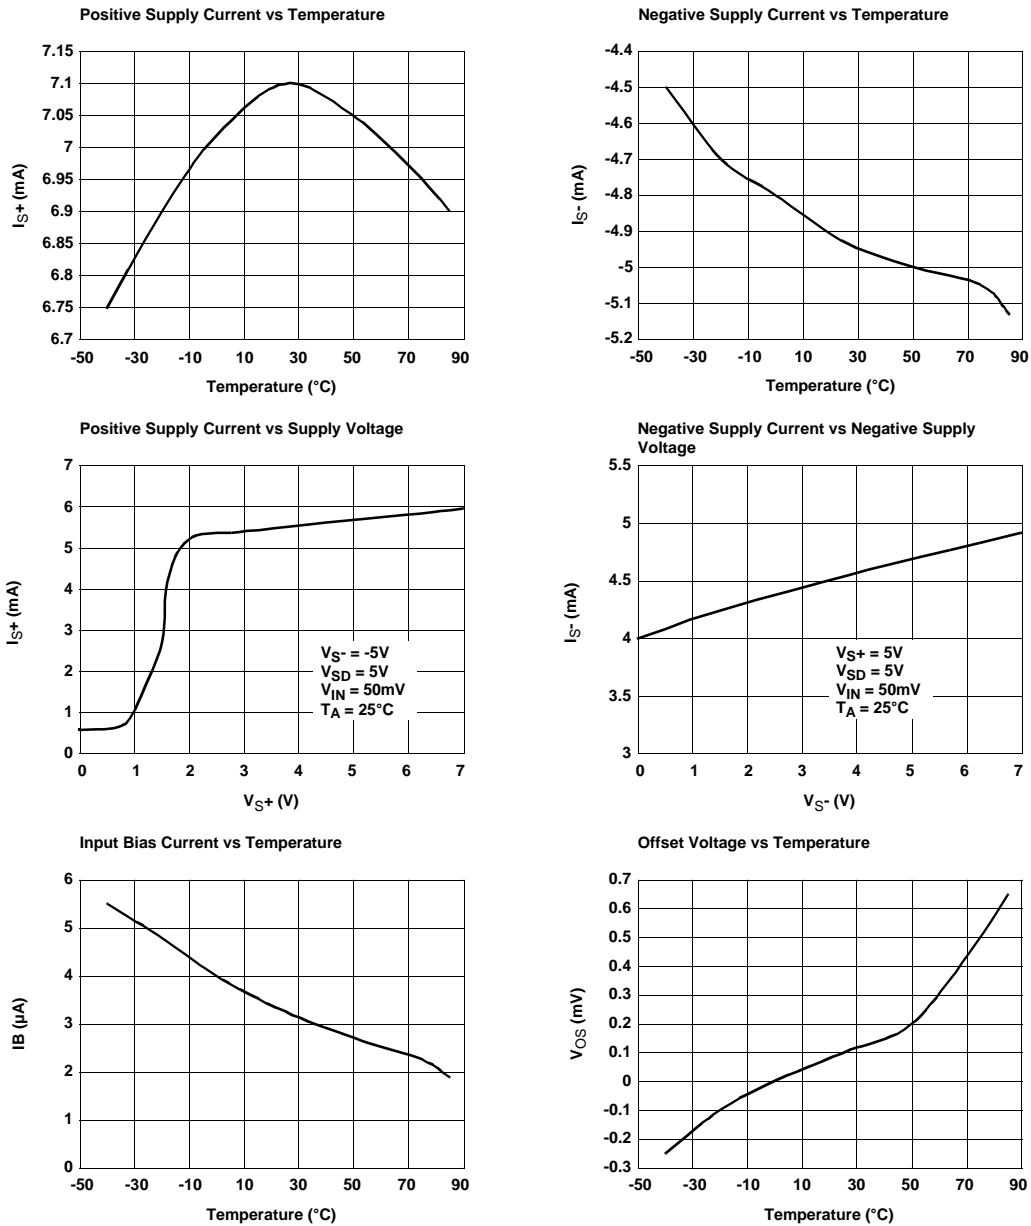 Positive Supply Current vs Temperature
7.15
7.1
7.05
7
6.95
6.9
6.85
6.8
6.75
6.7
IS+ (mA)
-50 -30 -10 10 30 50 70 90
Temperature (°C)
Negative Supply Current vs Temperature
-4.4
-4.5
-4.6
-4.7
-4.8
-4.9
-5
-5.1
-5.2
IS- (mA)
-50 -30 -10 10 30 50 70 90
Temperature (°C)
Positive Supply Current vs Supply Voltage
7
6
5
4
3
2
1
0
IS+ (mA)
VS- = -5V
VSD = 5V
VIN = 50mV
TA = 25°C
0 1 2 3 4 5 6 7
VS+ (V)
Negative Supply Current vs Negative Supply
Voltage
5.5
5
4.5
4
3.5
3
IS- (mA)
VS+ = 5V
VSD = 5V
VIN = 50mV
TA = 25°C
0 1 2 3 4 5 6 7
VS- (V)
Input Bias Current vs Temperature
6
5
4
3
2
1
0
IB (µA)
-50 -30 -10 10 30 50 70 90
Temperature (°C)
Offset Voltage vs Temperature
0.7
0.6
0.5
0.4
0.3
0.2
0.1
0
-0.1
-0.2
-0.3
VOS (mV)
-50 -30 -10 10 30 50 70 90
Temperature (°C)